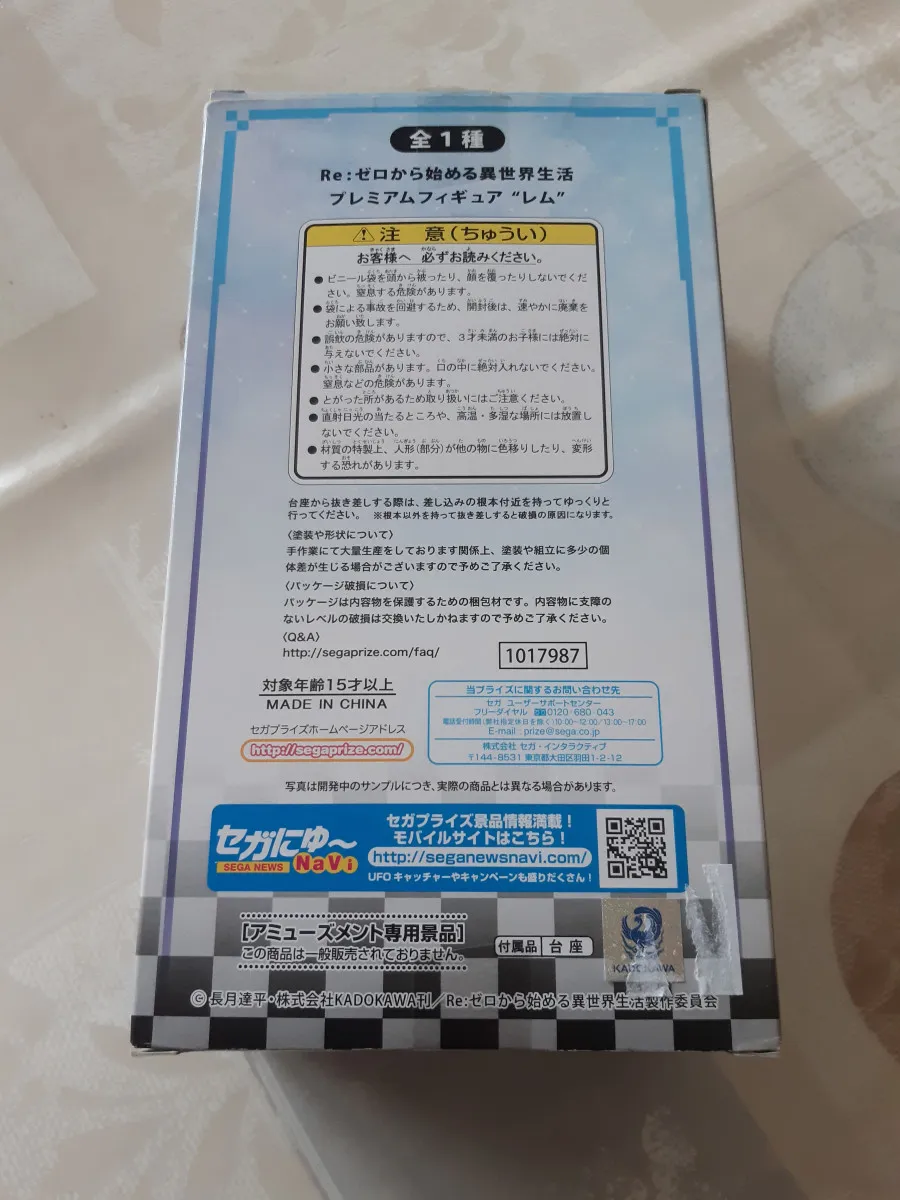 全1種
Re:ゼロから始める異世界生活
プレミアムフィギュア“レム”
⚠注 意(ちゅうい)
お客様へ 必ずお読みください。
●ビニール袋を頭から被ったり、顔を覆ったりしないでくだ
さい。窒息する危険があります。
●袋による事故を回避するため、開封後は、速やかに廃棄を
お願い致します。
●誤飲の危険がありますので、3才未満のお子様には絶対に
与えないでください。
●小さな部品があります。口の中に絶対入れないでください。
窒息などの危険があります。
●とがった所があるため取り扱いにはご注意ください。
●直射日光の当たるところや、高温・多湿な場所には放置し
ないでください。
●材質の特製上、人形(部分)が他の物に色移りしたり、変形
する恐れがあります。
台座から抜き差しする際は、差し込みの根本付近を持ってゆっくりと
行ってください。 ※根本以外を持って抜き差しすると破損の原因になります。
〈塗装や形状について〉
手作業にて大量生産をしております関係上、塗装や組立に多少の個
体差が生じる場合がございますので予めご了承ください。
〈パッケージ破損について〉
パッケージは内容物を保護するための梱包材です。内容物に支障の
ないレベルの破損は交換いたしかねますので予めご了承ください。
〈Q&A〉
http://segaprize.com/faq/
1017987
対象年齢15才以上
MADE IN CHINA
セガプライズホームページアドレス
http://segaprize.com/
当プライズに関するお問い合わせ先
セガ ユーザーサポートセンター
フリーダイヤル 0120-680-043
電話受付時間(弊社指定休日を除く)10:00~12:00/13:00~17:00
E-mail : prize@sega.co.jp
株式会社 セガ・インタラクティブ
〒144-8531 東京都大田区羽田1-2-12
写真は開発中のサンプルにつき、実際の商品とは異なる場合があります。
セガにゅ~
SEGA NEWS NaVi
セガプライズ景品情報満載!
モバイルサイトはこちら!
http://seganewsnavi.com/
UFOキャッチャーやキャンペーンも盛りだくさん!
[アミューズメント専用景品]
この商品は一般販売されておりません。
付属品 台座
KADOKAWA
©長月達平・株式会社KADOKAWA刊/Re:ゼロから始める異世界生活製作委員会